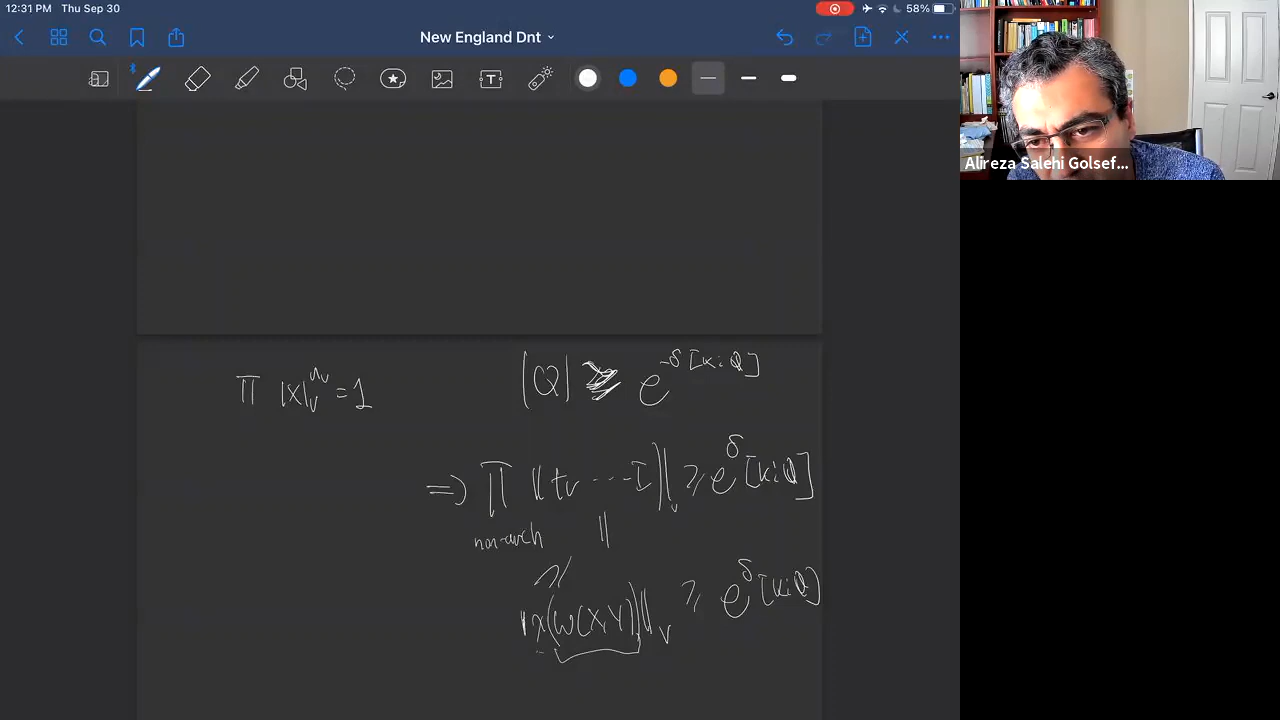 12:31 PM Thu Sep 30
58%
New England Dnt
T
Alireza Salehi Golsef...
∏ |x|_v^{n_v} = 1
|Q| ≥ e^{-δ[K:Q]}
⇒ ∏ ‖tv ··· I‖_v ≥ e^{δ[K:Q]}
non-arch
(W(X,Y))‖_v ≥ e^{δ[K:Q]}